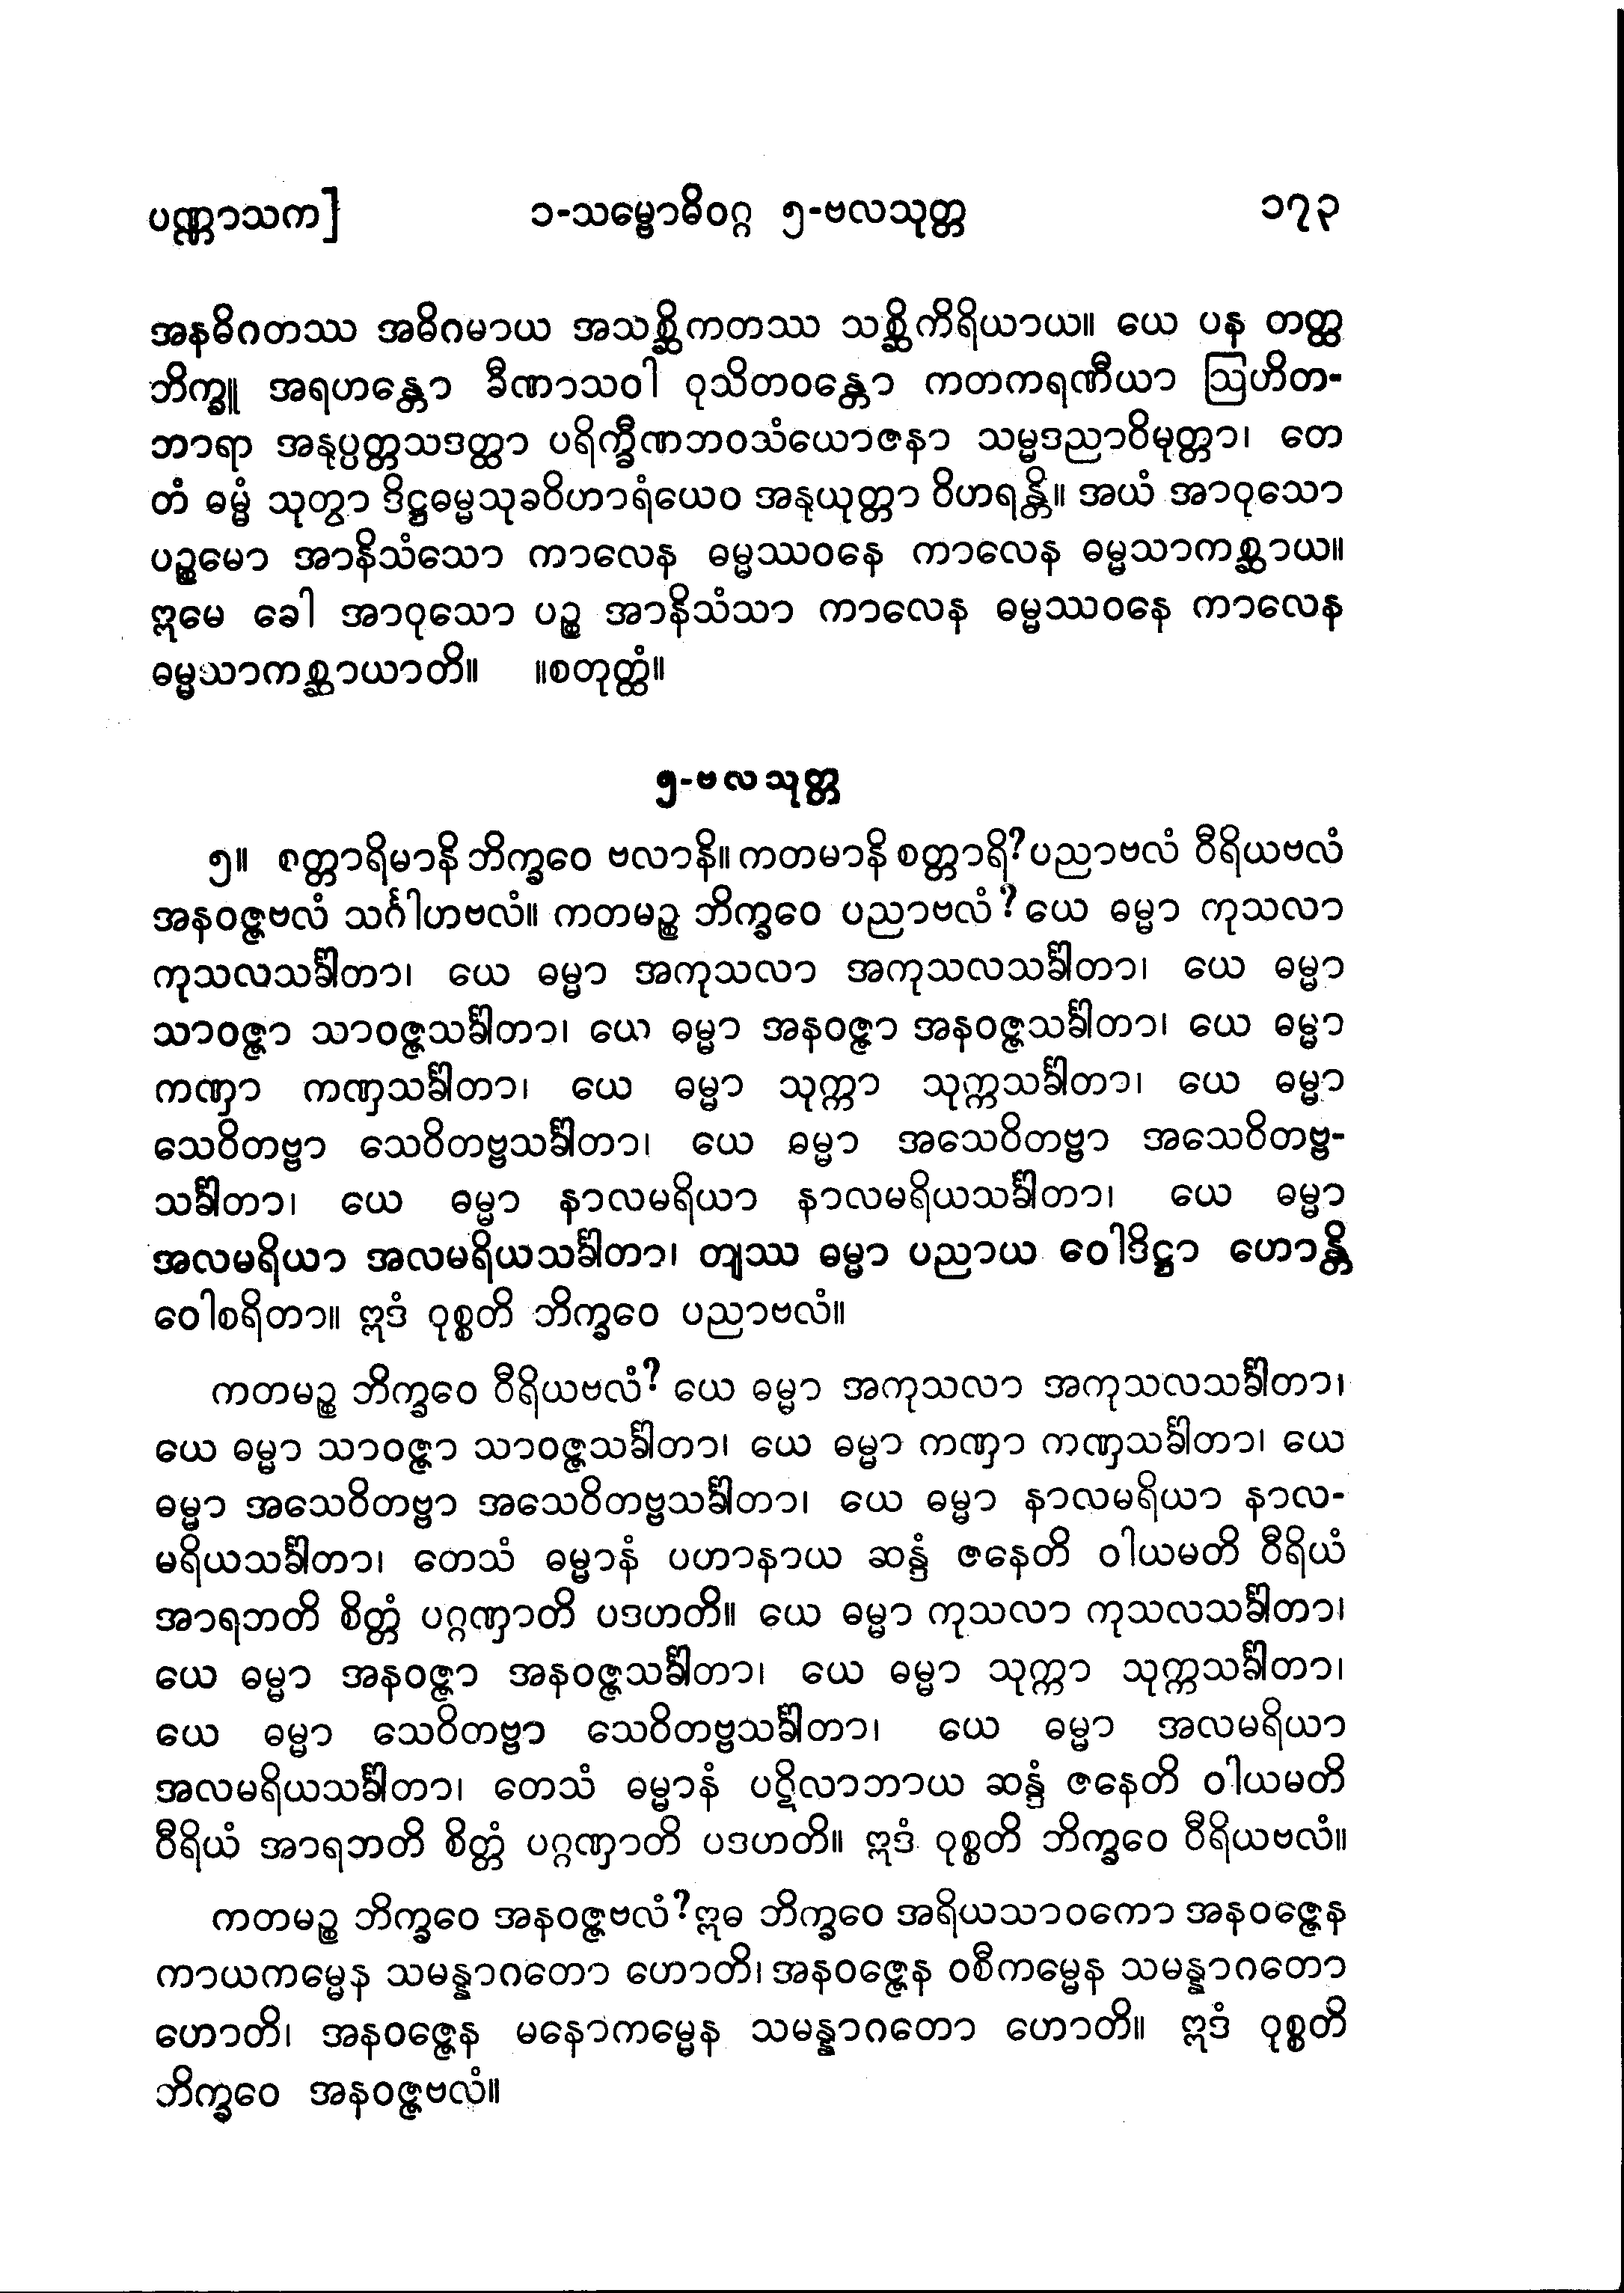 ပဏ္ဏာသက]
၁-သမ္ဗောဓိဝဂ္ဂ ၅-ဗလသုတ္တ
၁၇၃
အနဓိဂတဿ အဓိဂမာယ အသစ္ဆိကတဿ သစ္ဆိကိရိယာယ။ ယေ ပန တတ္ထ
ဘိက္ခူ အရဟန္တော ခီဏာသဝါ ဝုသိတဝန္တော ကတကရဏီယာ ဩဟိတ-
ဘာရာ အနုပ္ပတ္တသဒတ္ထာ ပရိက္ခီဏဘဝသံယောဇနာ သမ္မဒညာဝိမုတ္တာ၊ တေ
တံ ဓမ္မံ သုတွာ ဒိဋ္ဌဓမ္မသုခဝိဟာရံယေဝ အနုယုတ္တာ ဝိဟရန္တိ။ အယံ အာဝုသော
ပဉ္စမော အာနိသံသော ကာလေန ဓမ္မဿဝနေ ကာလေန ဓမ္မသာကစ္ဆာယ။
ဣမေ ခေါ အာဝုသော ပဉ္စ အာနိသံသာ ကာလေန ဓမ္မဿဝနေ ကာလေန
ဓမ္မသာကစ္ဆာယာတိ။ ။စတုတ္ထံ။
၅-ဗလသုတ္တ
၅။ စတ္တာရိမာနိ ဘိက္ခဝေ ဗလာနိ။ ကတမာနိ စတ္တာရိ? ပညာဗလံ ဝီရိယဗလံ
အနဝဇ္ဇဗလံ သင်္ဂါဟဗလံ။ ကတမဉ္စ ဘိက္ခဝေ ပညာဗလံ? ယေ ဓမ္မာ ကုသလာ
ကုသလသင်္ခါတာ၊ ယေ ဓမ္မာ အကုသလာ အကုသလသင်္ခါတာ၊ ယေ ဓမ္မာ
သာဝဇ္ဇာ သာဝဇ္ဇသင်္ခါတာ၊ ယေ ဓမ္မာ အနဝဇ္ဇာ အနဝဇ္ဇသင်္ခါတာ၊ ယေ ဓမ္မာ
ကဏှာ ကဏှသင်္ခါတာ၊ ယေ ဓမ္မာ သုက္ကာ သုက္ကသင်္ခါတာ၊ ယေ ဓမ္မာ
သေဝိတဗ္ဗာ သေဝိတဗ္ဗသင်္ခါတာ၊ ယေ ဓမ္မာ အသေဝိတဗ္ဗာ အသေဝိတဗ္ဗ-
သင်္ခါတာ၊ ယေ ဓမ္မာ နာလမရိယာ နာလမရိယသင်္ခါတာ၊ ယေ ဓမ္မာ
အလမရိယာ အလမရိယသင်္ခါတာ၊ တျဿ ဓမ္မာ ပညာယ ဝေါဒိဋ္ဌာ ဟောန္တိ
ဝေါစရိတာ။ ဣဒံ ဝုစ္စတိ ဘိက္ခဝေ ပညာဗလံ။
ကတမဉ္စ ဘိက္ခဝေ ဝီရိယဗလံ? ယေ ဓမ္မာ အကုသလာ အကုသလသင်္ခါတာ၊
ယေ ဓမ္မာ သာဝဇ္ဇာ သာဝဇ္ဇသင်္ခါတာ၊ ယေ ဓမ္မာ ကဏှာ ကဏှသင်္ခါတာ၊ ယေ
ဓမ္မာ အသေဝိတဗ္ဗာ အသေဝိတဗ္ဗသင်္ခါတာ၊ ယေ ဓမ္မာ နာလမရိယာ နာလ-
မရိယသင်္ခါတာ၊ တေသံ ဓမ္မာနံ ပဟာနာယ ဆန္ဒံ ဇနေတိ ဝါယမတိ ဝီရိယံ
အာရဘတိ စိတ္တံ ပဂ္ဂဏှာတိ ပဒဟတိ။ ယေ ဓမ္မာ ကုသလာ ကုသလသင်္ခါတာ၊
ယေ ဓမ္မာ အနဝဇ္ဇာ အနဝဇ္ဇသင်္ခါတာ၊ ယေ ဓမ္မာ သုက္ကာ သုက္ကသင်္ခါတာ၊
ယေ ဓမ္မာ သေဝိတဗ္ဗာ သေဝိတဗ္ဗသင်္ခါတာ၊ ယေ ဓမ္မာ အလမရိယာ
အလမရိယသင်္ခါတာ၊ တေသံ ဓမ္မာနံ ပဋိလာဘာယ ဆန္ဒံ ဇနေတိ ဝါယမတိ
ဝီရိယံ အာရဘတိ စိတ္တံ ပဂ္ဂဏှာတိ ပဒဟတိ။ ဣဒံ ဝုစ္စတိ ဘိက္ခဝေ ဝီရိယဗလံ။
ကတမဉ္စ ဘိက္ခဝေ အနဝဇ္ဇဗလံ? ဣဓ ဘိက္ခဝေ အရိယသာဝကော အနဝဇ္ဇေန
ကာယကမ္မေန သမန္နာဂတော ဟောတိ၊ အနဝဇ္ဇေန ဝစီကမ္မေန သမန္နာဂတော
ဟောတိ၊ အနဝဇ္ဇေန မနောကမ္မေန သမန္နာဂတော ဟောတိ။ ဣဒံ ဝုစ္စတိ
ဘိက္ခဝေ အနဝဇ္ဇဗလံ။